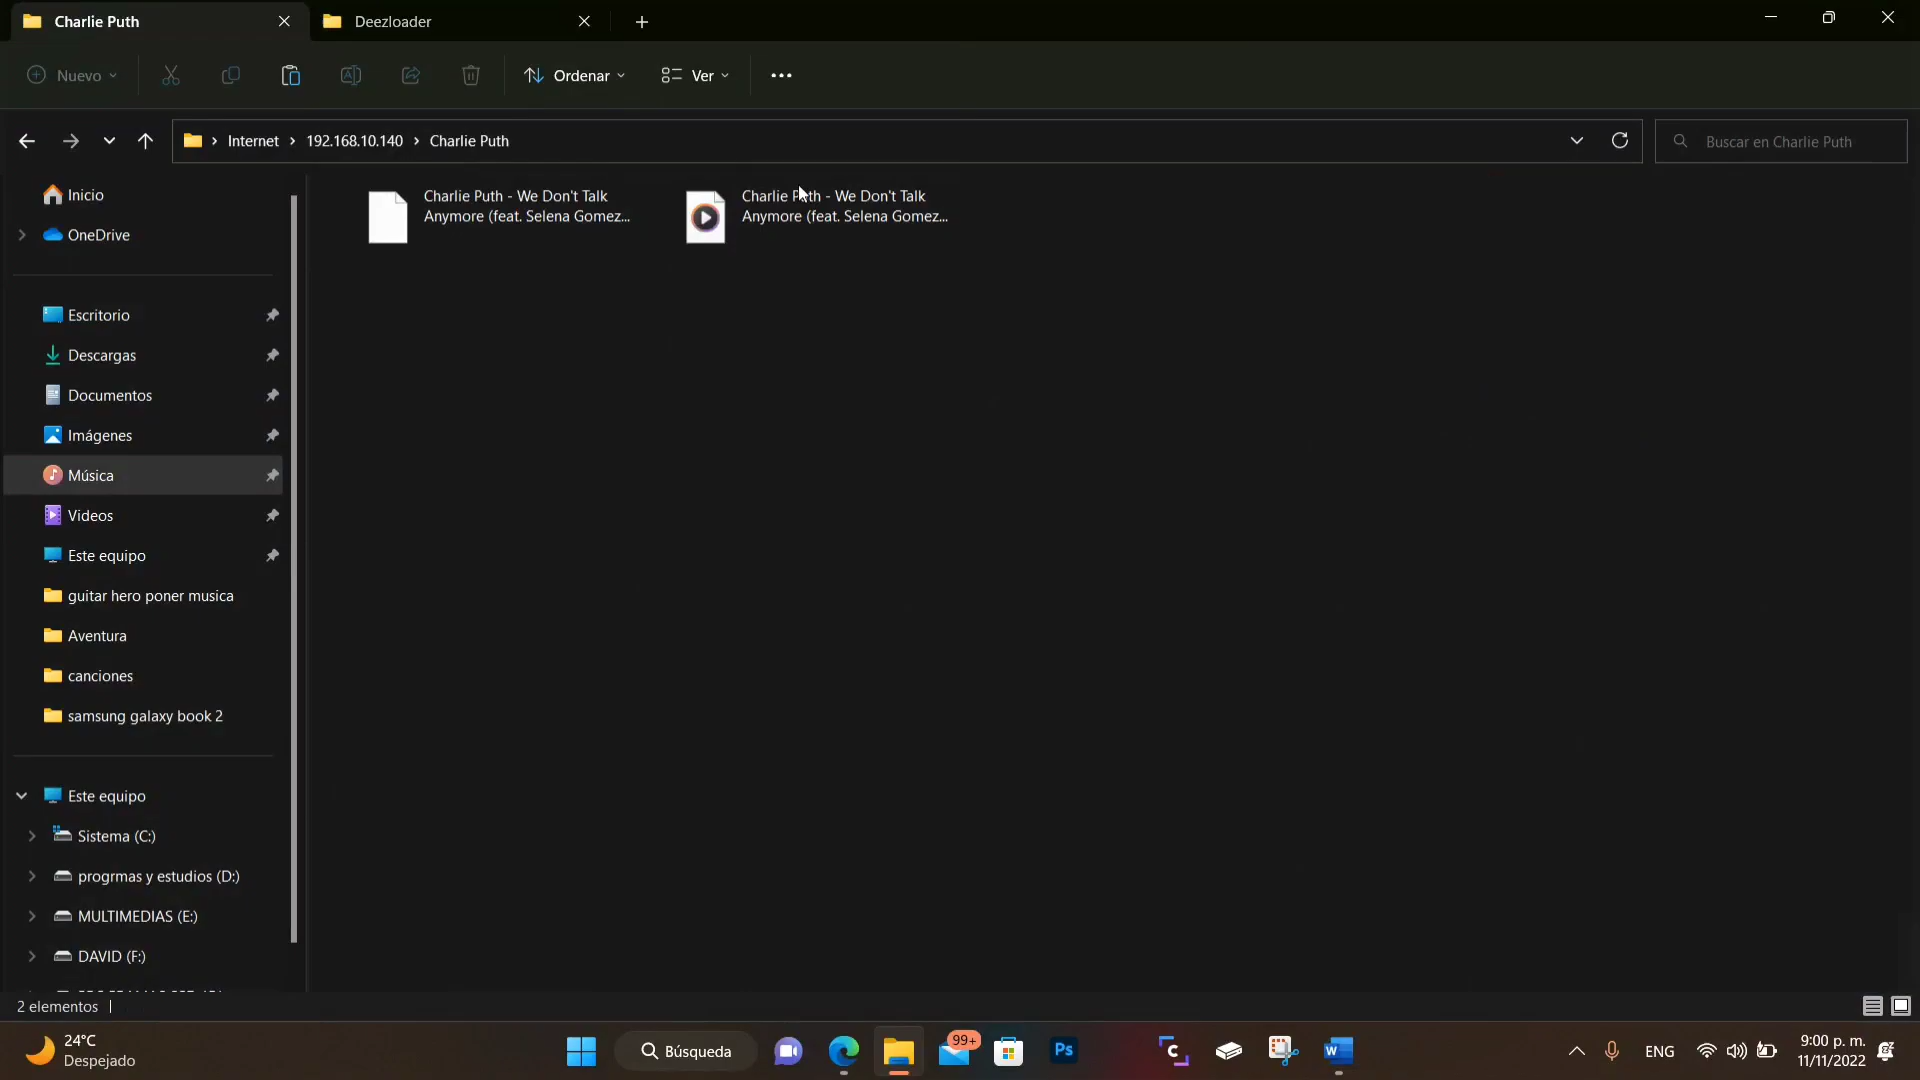 Charlie Puth
Deezloader
Nuevo
Ordenar
Ver
Internet > 192.168.10.140 > Charlie Puth
Buscar en Charlie Puth
Inicio
OneDrive
Escritorio
Descargas
Documentos
Imágenes
Música
Videos
Este equipo
guitar hero poner musica
Aventura
canciones
samsung galaxy book 2
Este equipo
Sistema (C:)
progrmas y estudios (D:)
MULTIMEDIAS (E:)
DAVID (F:)
Charlie Puth - We Don't Talk
Anymore (feat. Selena Gomez...
Charlie Puth - We Don't Talk
Anymore (feat. Selena Gomez...
2 elementos
24°C
Despejado
Búsqueda
99+
Ps
C
W
ENG
9:00 p. m.
11/11/2022